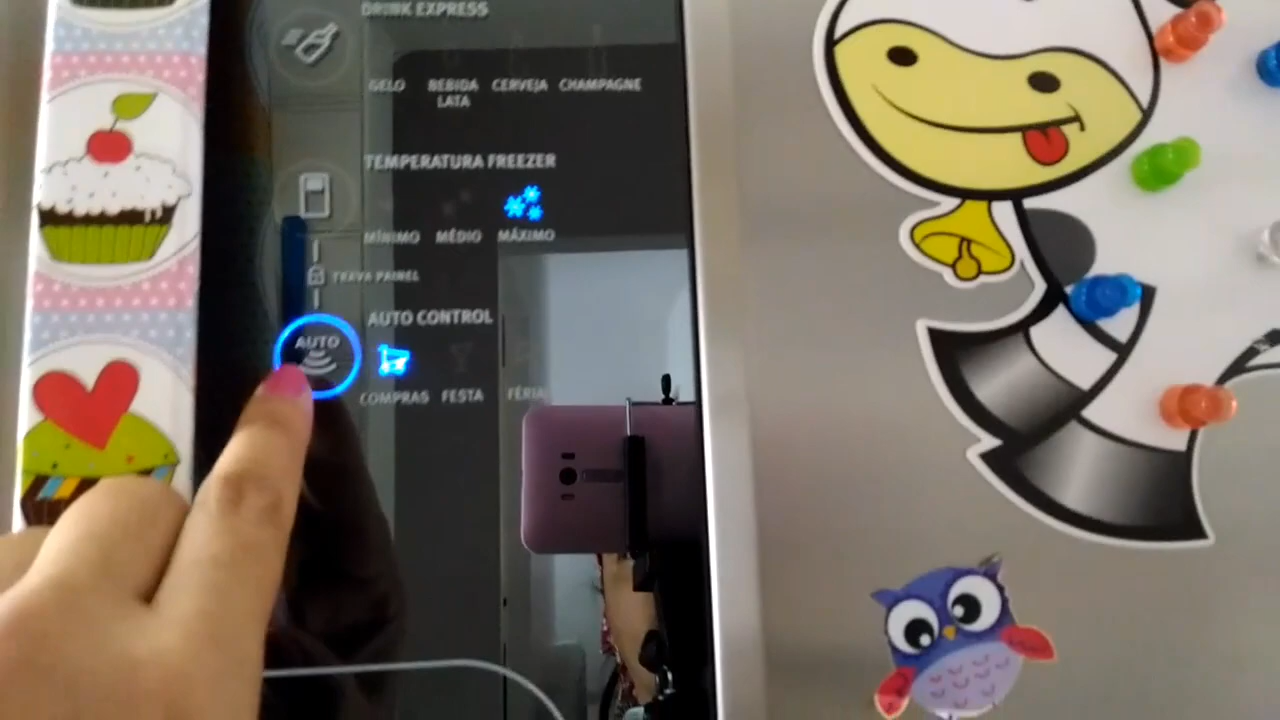 DRINK EXPRESS
GELO BEBIDA LATA CERVEJA CHAMPAGNE
TEMPERATURA FREEZER
MÍNIMO MÉDIO MÁXIMO
TRAVA PAINEL
AUTO CONTROL
AUTO
COMPRAS FESTA